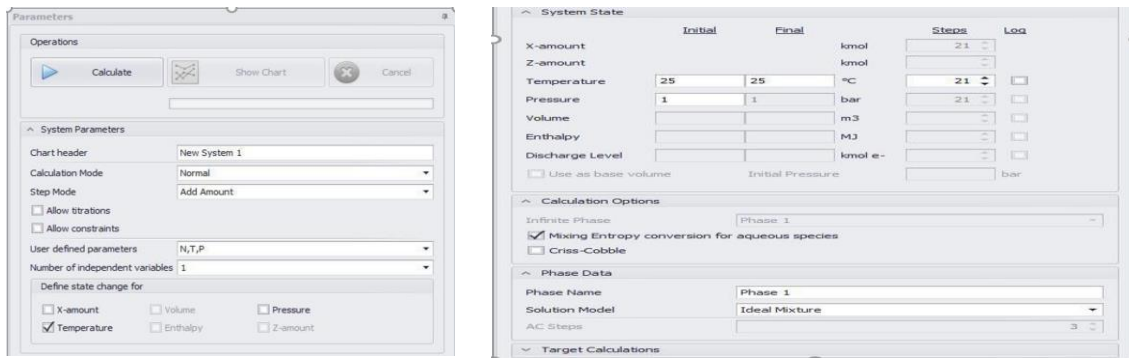 Parameters
Operations
Calculate Show Chart Cancel
System Parameters
Chart header New System 1
Calculation Mode Normal
Step Mode Add Amount
Allow titrations
Allow constraints
User defined parameters N,T,P
Number of independent variables 1
Define state change for
X-amount Volume Pressure
Temperature Enthalpy Z-amount
System State
Initial Final Steps Log
X-amount kmol 21
Z-amount kmol
Temperature 25 25 °C 21
Pressure 1 1 bar 21
Volume m3
Enthalpy MJ
Discharge Level kmol e-
Use as base volume Initial Pressure bar
Calculation Options
Infinite Phase Phase 1
Mixing Entropy conversion for aqueous species
Criss-Cobble
Phase Data
Phase Name Phase 1
Solution Model Ideal Mixture
AC Steps 3
Target Calculations